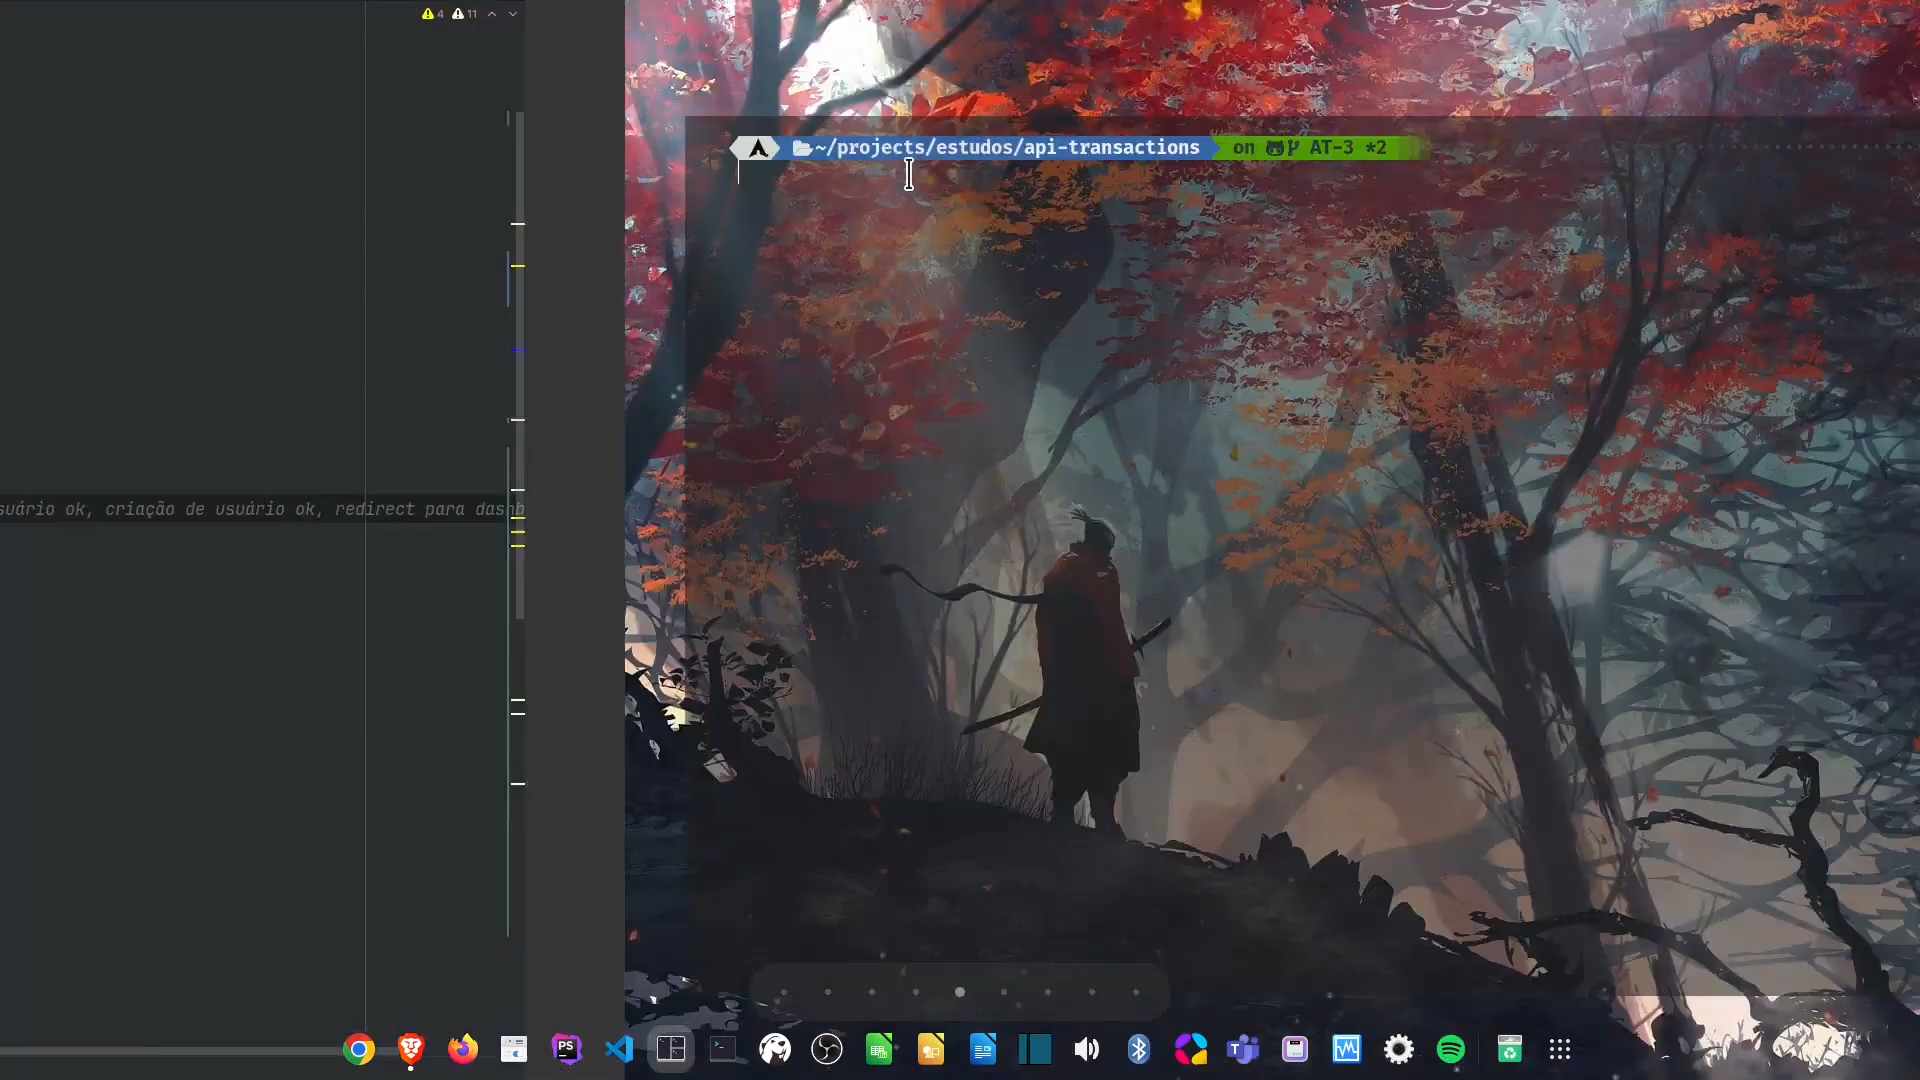 4 11
~/projects/estudos/api-transactions on AT-3 *2
suário ok, criação de usuário ok, redirect para dashb
PS
T